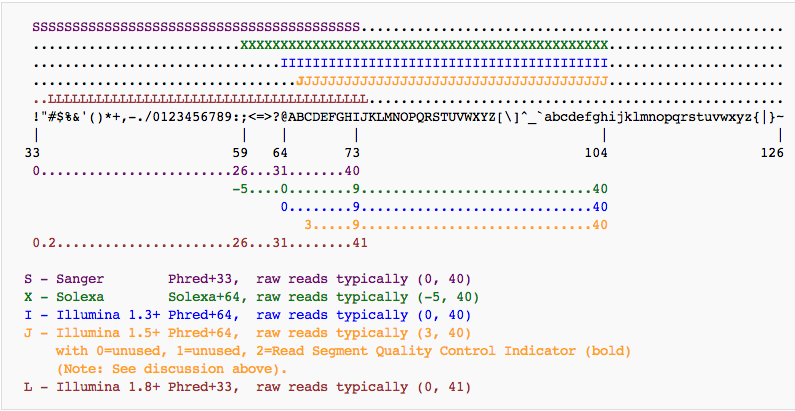 SSSSSSSSSSSSSSSSSSSSSSSSSSSSSSSSSSSSSSSSS.....................................................
..........................XXXXXXXXXXXXXXXXXXXXXXXXXXXXXXXXXXXXXXXXXXXXXX......................
...............................IIIIIIIIIIIIIIIIIIIIIIIIIIIIIIIIIIIIIIIII......................
.................................JJJJJJJJJJJJJJJJJJJJJJJJJJJJJJJJJJJJJJJ......................
..LLLLLLLLLLLLLLLLLLLLLLLLLLLLLLLLLLLLLLLL....................................................
!"#$%&'()*+,-./0123456789:;<=>?@ABCDEFGHIJKLMNOPQRSTUVWXYZ[\]^_`abcdefghijklmnopqrstuvwxyz{|}~
| | | | | |
33 59 64 73 104 126
0........................26...31.......40
-5....0........9.............................40
0........9.............................40
3.....9.............................40
0.2......................26...31........41
S - Sanger Phred+33, raw reads typically (0, 40)
X - Solexa Solexa+64, raw reads typically (-5, 40)
I - Illumina 1.3+ Phred+64, raw reads typically (0, 40)
J - Illumina 1.5+ Phred+64, raw reads typically (3, 40)
with 0=unused, 1=unused, 2=Read Segment Quality Control Indicator (bold)
(Note: See discussion above).
L - Illumina 1.8+ Phred+33, raw reads typically (0, 41)